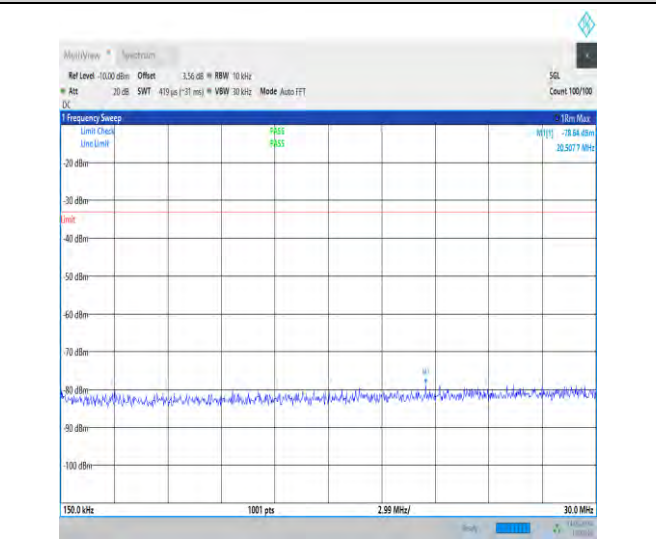 MultiView Spectrum
Ref Level -10.00 dBm Offset 3.56 dB RBW 10 kHz SGL
Att 20 dB SWT 419 µs (~31 ms) VBW 30 kHz Mode Auto FFT Count 100/100
DC
1 Frequency Sweep 1Rm Max
Limit Check PASS M1[1] -78.64 dBm
Line Limit PASS 20.5077 MHz
-20 dBm
-30 dBm
Limit
-40 dBm
-50 dBm
-60 dBm
-70 dBm
M1
-80 dBm
-90 dBm
-100 dBm
150.0 kHz 1001 pts 2.99 MHz/ 30.0 MHz
Ready